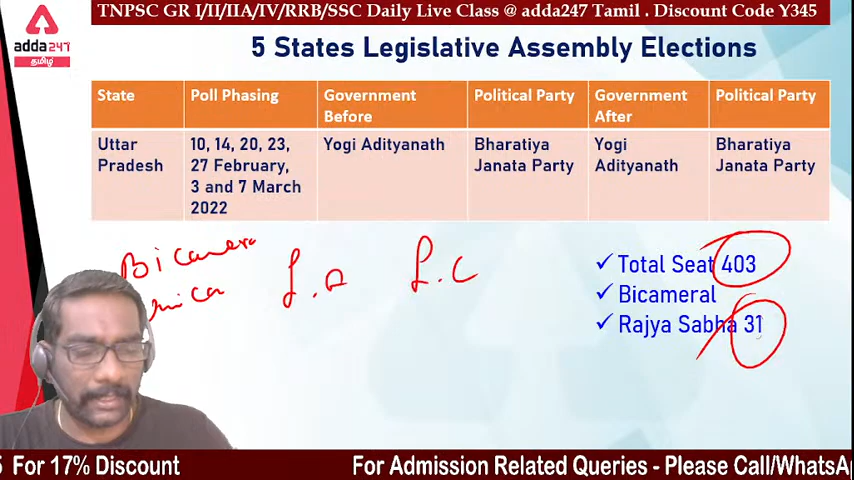 TNPSC GR I/II/IIA/IV/RRB/SSC Daily Live Class @ adda247 Tamil . Discount Code Y345
adda247
தமிழ்
5 States Legislative Assembly Elections
State
Poll Phasing
Government
Before
Political Party
Government
After
Political Party
Uttar
Pradesh
10, 14, 20, 23,
27 February,
3 and 7 March
2022
Yogi Adityanath
Bharatiya
Janata Party
Yogi
Adityanath
Bharatiya
Janata Party
Bicamera
L.A
L.C
✓ Total Seat 403
✓ Bicameral
✓ Rajya Sabha 31
5 For 17% Discount
For Admission Related Queries - Please Call/WhatsA